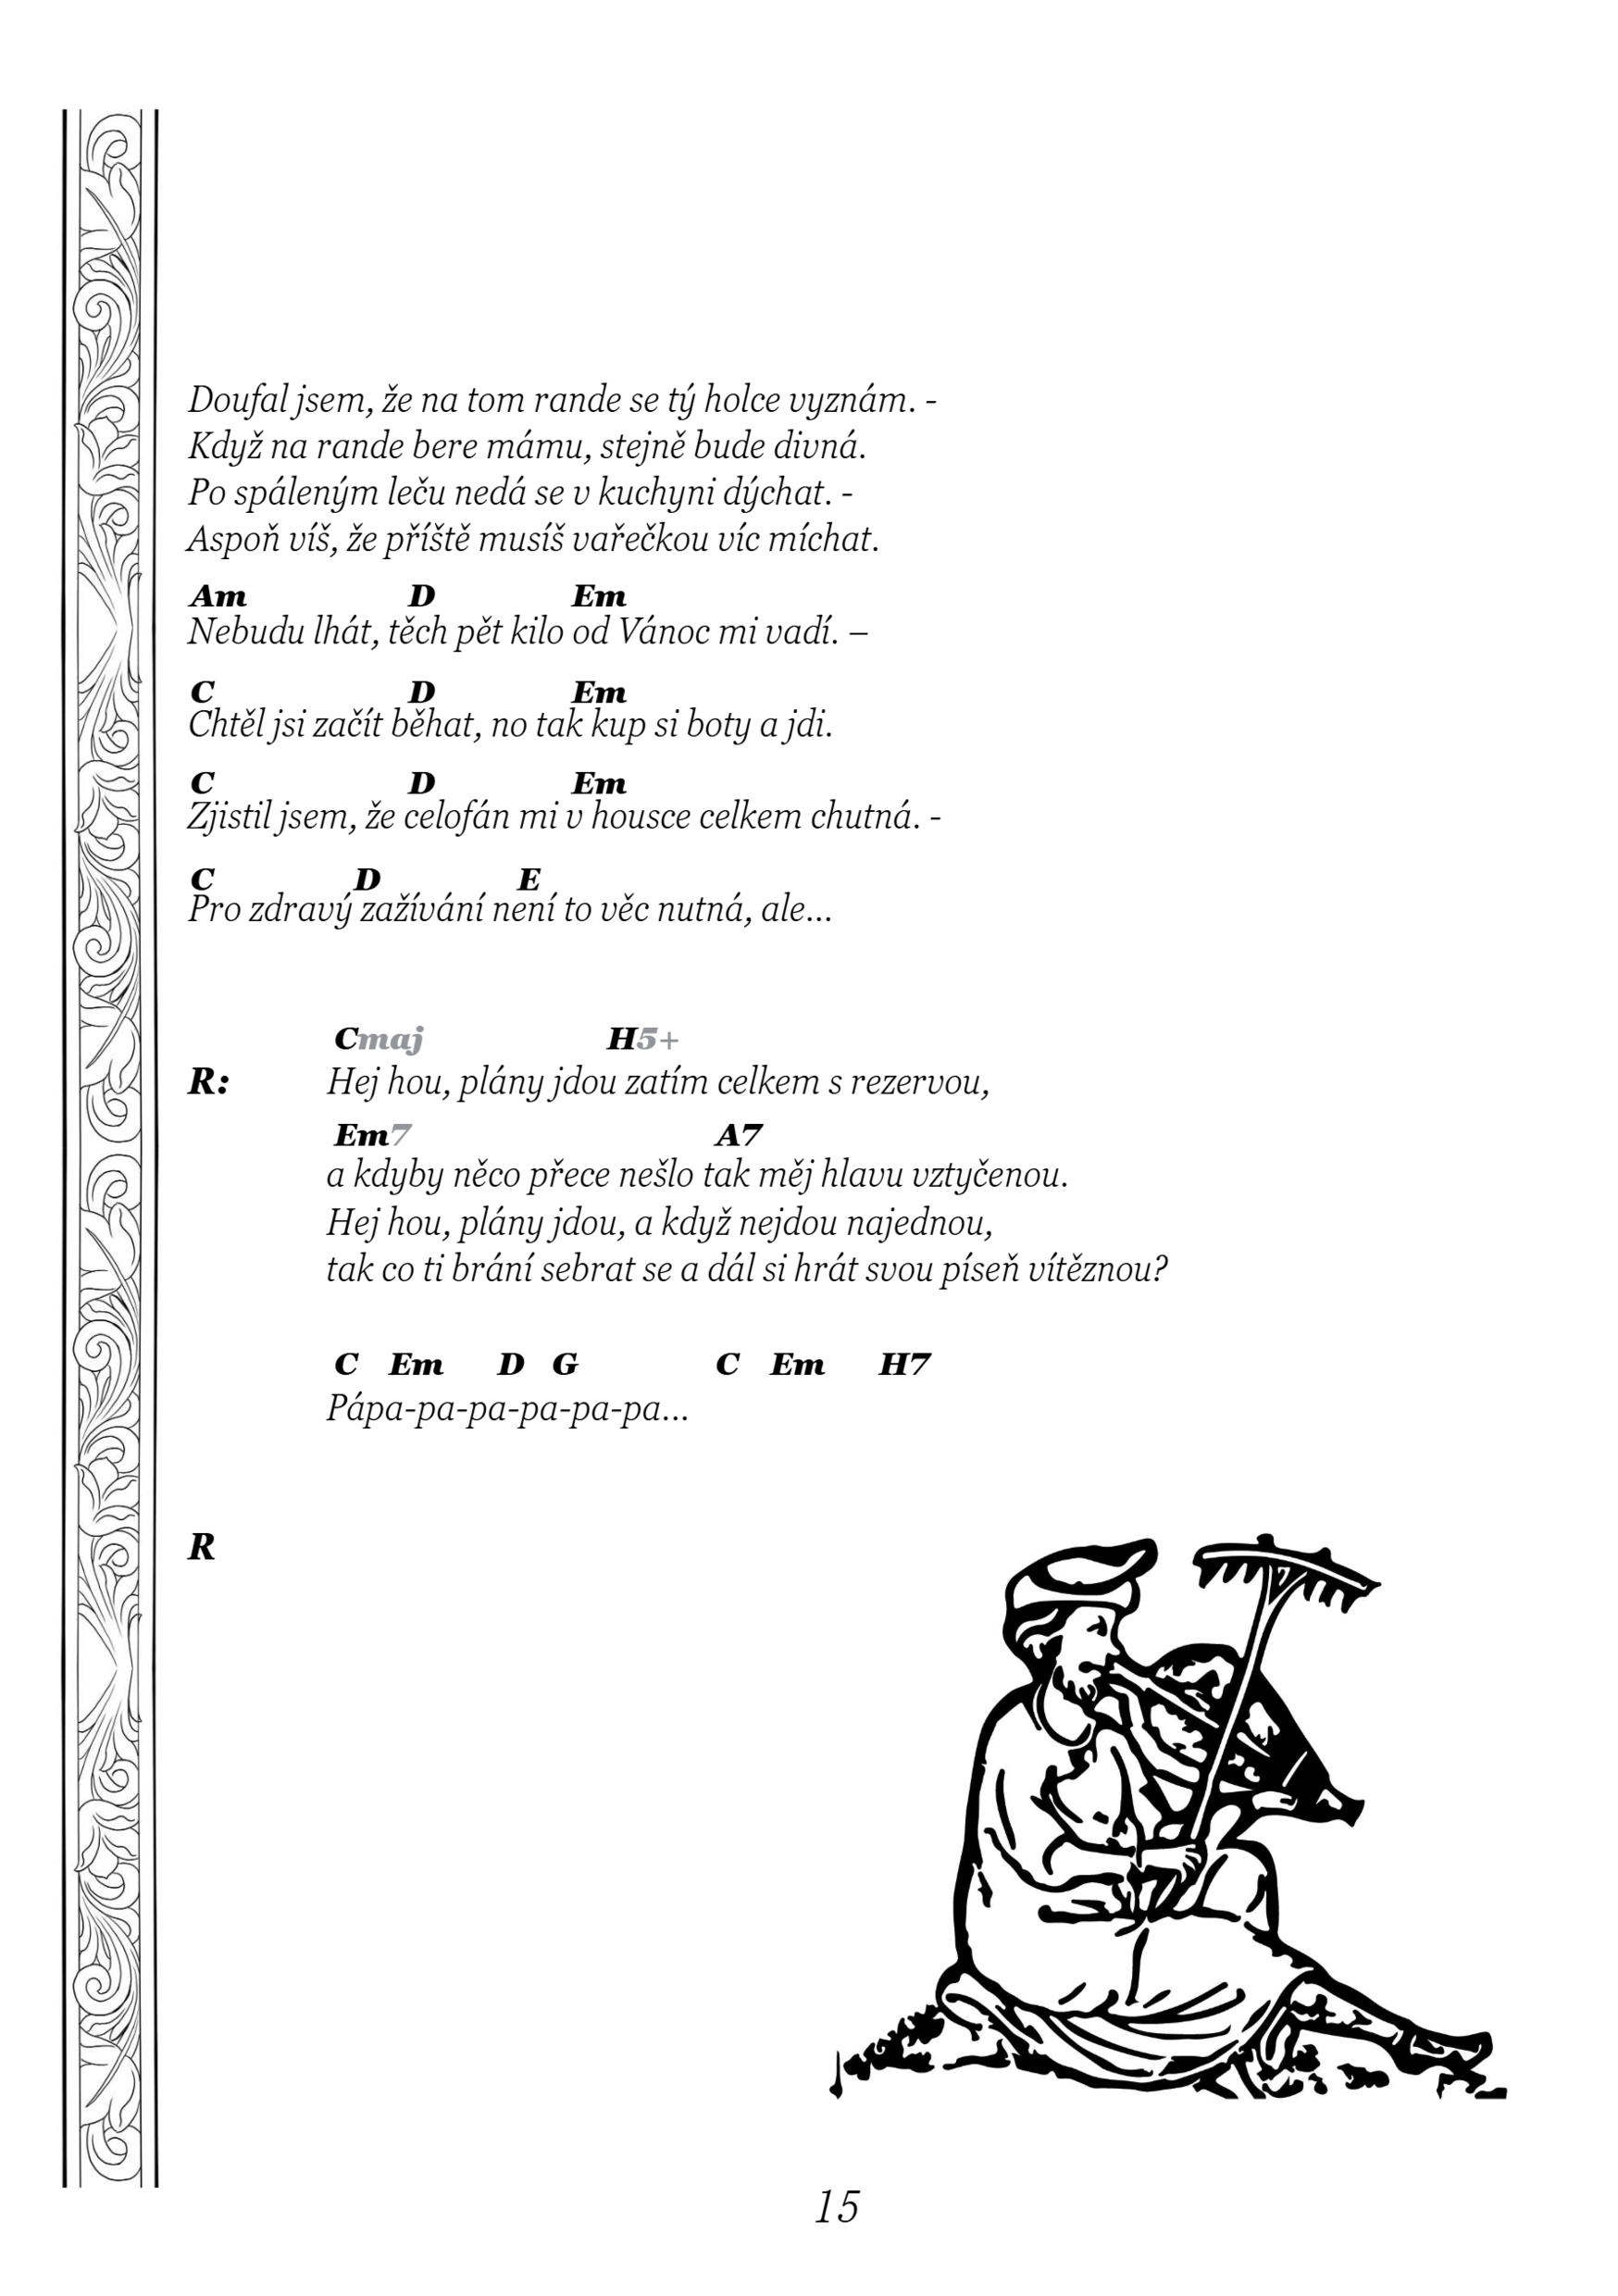 Doufal jsem, že na tom rande se tý holce vyznám. -
Když na rande bere mámu, stejně bude divná.
Po spáleným leču nedá se v kuchyni dýchat. -
Aspoň víš, že příště musíš vařečkou víc míchat.
Am D Em
Nebudu lhát, těch pět kilo od Vánoc mi vadí. –
C D Em
Chtěl jsi začít běhat, no tak kup si boty a jdi.
C D Em
Zjistil jsem, že celofán mi v housce celkem chutná. -
C D E
Pro zdravý zažívání není to věc nutná, ale...
Cmaj H5+
R: Hej hou, plány jdou zatím celkem s rezervou,
Em7 A7
a kdyby něco přece nešlo tak měj hlavu vztyčenou.
Hej hou, plány jdou, a když nejdou najednou,
tak co ti brání sebrat se a dál si hrát svou píseň vítěznou?
C Em D G C Em H7
Pápa-pa-pa-pa-pa-pa...
R
15